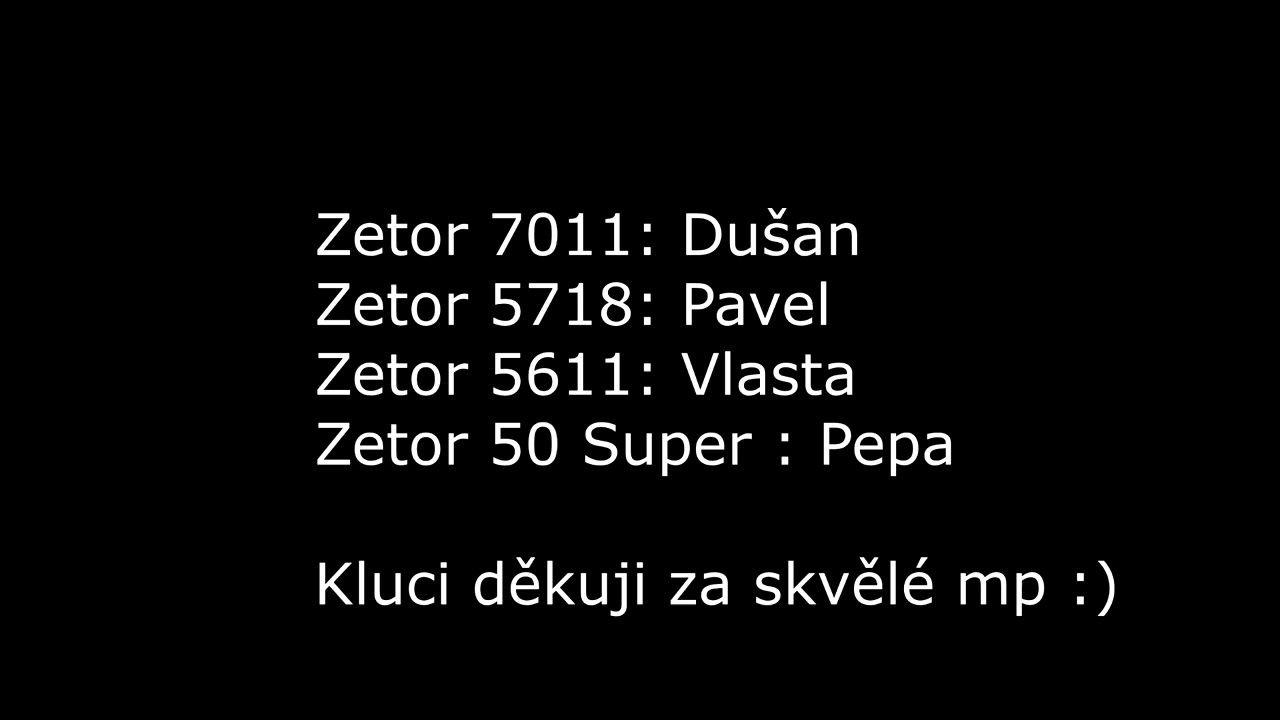 Zetor 7011: Dušan
Zetor 5718: Pavel
Zetor 5611: Vlasta
Zetor 50 Super : Pepa
Kluci děkuji za skvělé mp :)